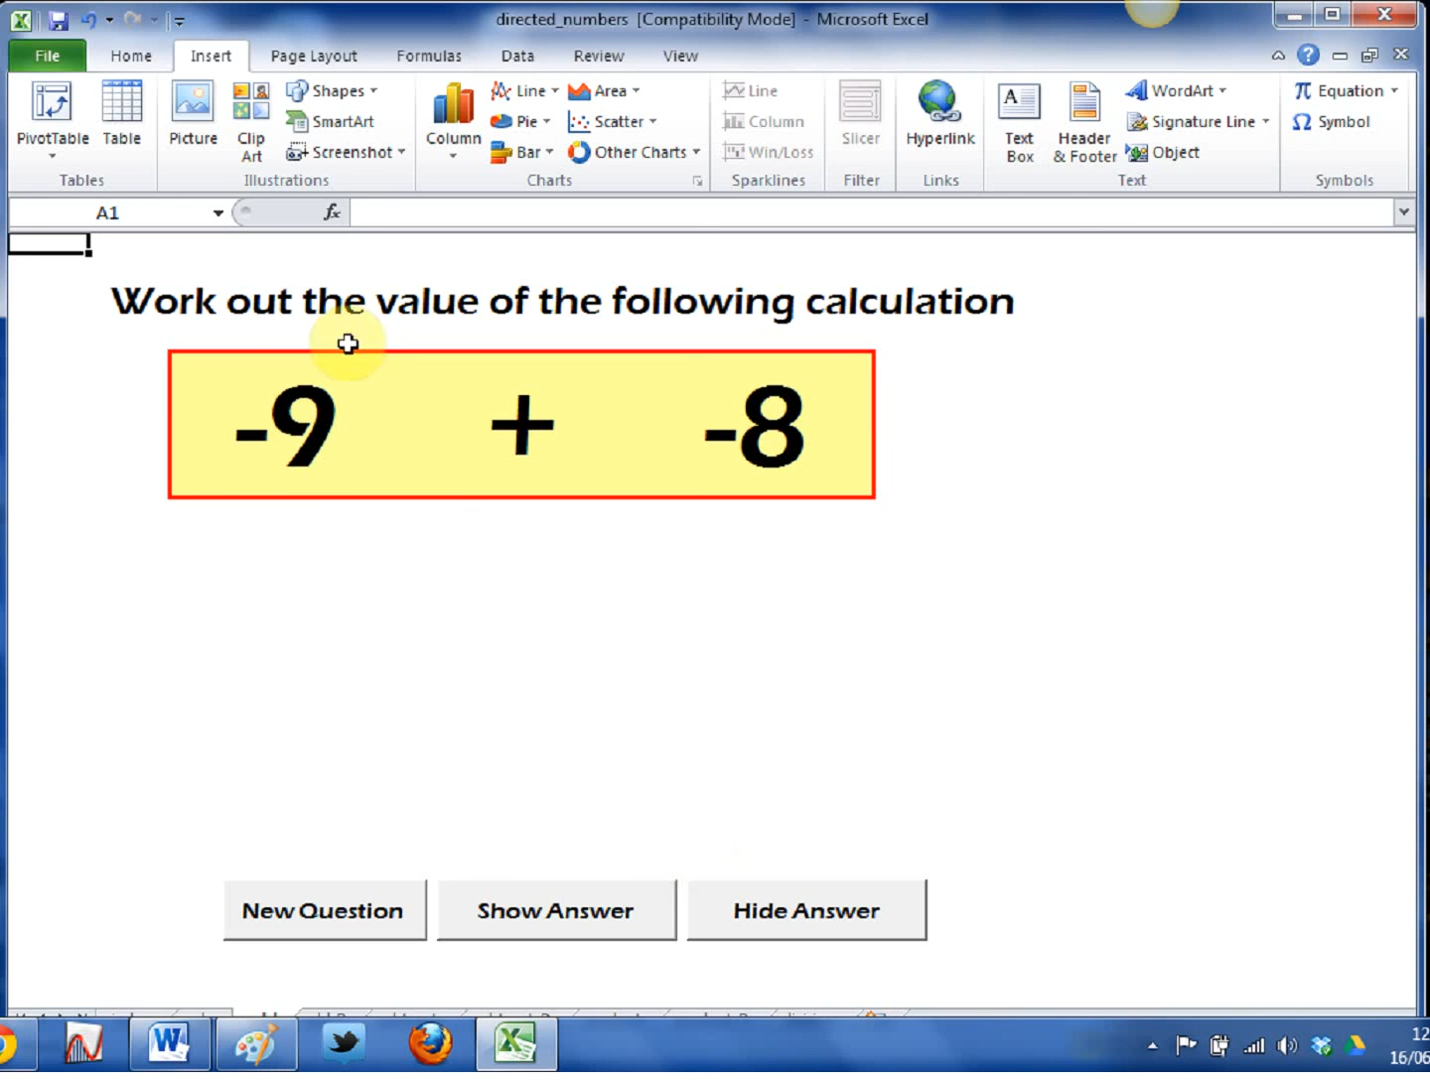 directed_numbers [Compatibility Mode] - Microsoft Excel
File Home Insert Page Layout Formulas Data Review View
PivotTable Table Picture Clip Art Shapes SmartArt Screenshot Column Line Pie Bar Area Scatter Other Charts Line Column Win/Loss Slicer Hyperlink Text Box Header & Footer WordArt Signature Line Object Equation Symbol
Tables Illustrations Charts Sparklines Filter Links Text Symbols
A1 fx
Work out the value of the following calculation
-9 + -8
New Question Show Answer Hide Answer
12
16/06